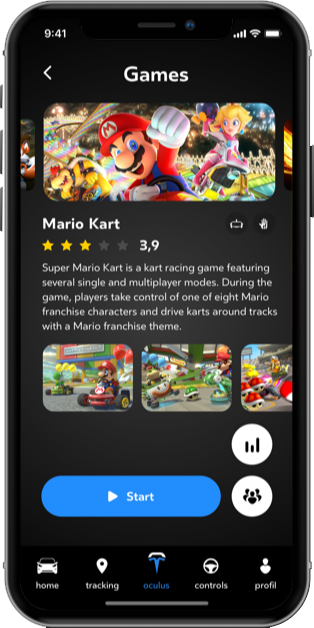 9:41
Games
Mario Kart
3,9
Super Mario Kart is a kart racing game featuring
several single and multiplayer modes. During the
game, players take control of one of eight Mario
franchise characters and drive karts around tracks
with a Mario franchise theme.
Start
home tracking oculus controls profil